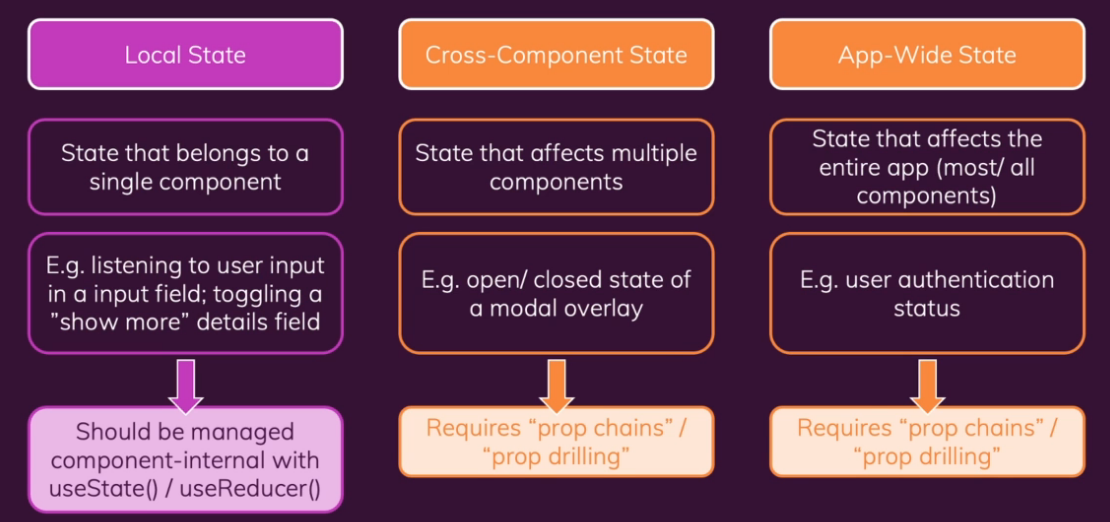 Local State
State that belongs to a
single component
E.g. listening to user input
in a input field; toggling a
”show more” details field
Should be managed
component-internal with
useState() / useReducer()
Cross-Component State
State that affects multiple
components
E.g. open/ closed state of
a modal overlay
Requires “prop chains” /
“prop drilling”
App-Wide State
State that affects the
entire app (most/ all
components)
E.g. user authentication
status
Requires “prop chains” /
“prop drilling”